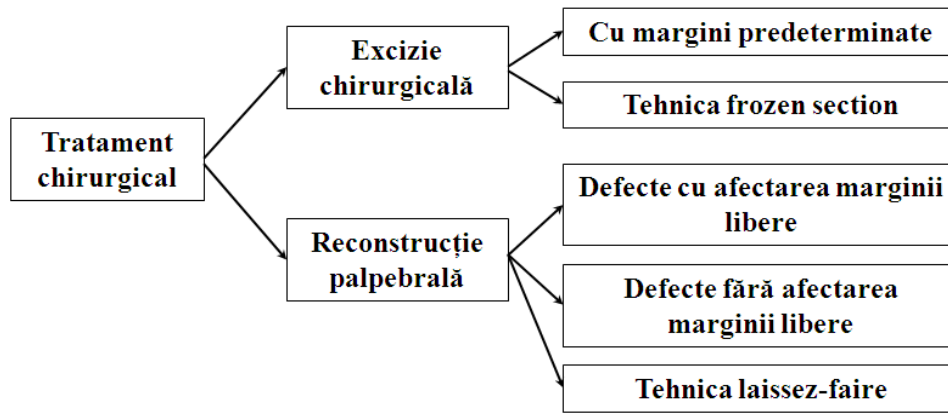 Tratament
chirurgical
Excizie
chirurgicală
Cu margini predeterminate
Tehnica frozen section
Reconstrucție
palpebrală
Defecte cu afectarea marginii
libere
Defecte fără afectarea
marginii libere
Tehnica laissez-faire